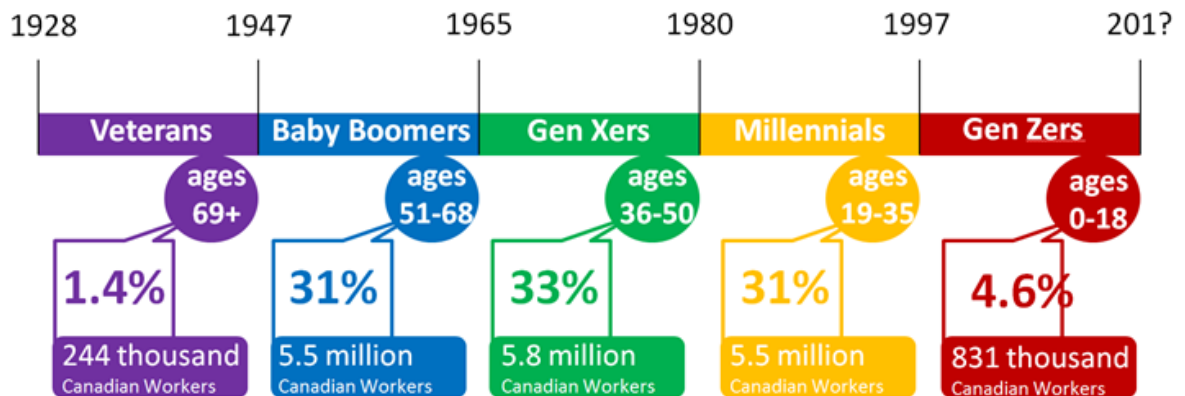 1928 1947 1965 1980 1997 201?
Veterans Baby Boomers Gen Xers Millennials Gen Zers
ages ages ages ages ages
69+ 51-68 36-50 19-35 0-18
1.4% 31% 33% 31% 4.6%
244 thousand 5.5 million 5.8 million 5.5 million 831 thousand
Canadian Workers Canadian Workers Canadian Workers Canadian Workers Canadian Workers